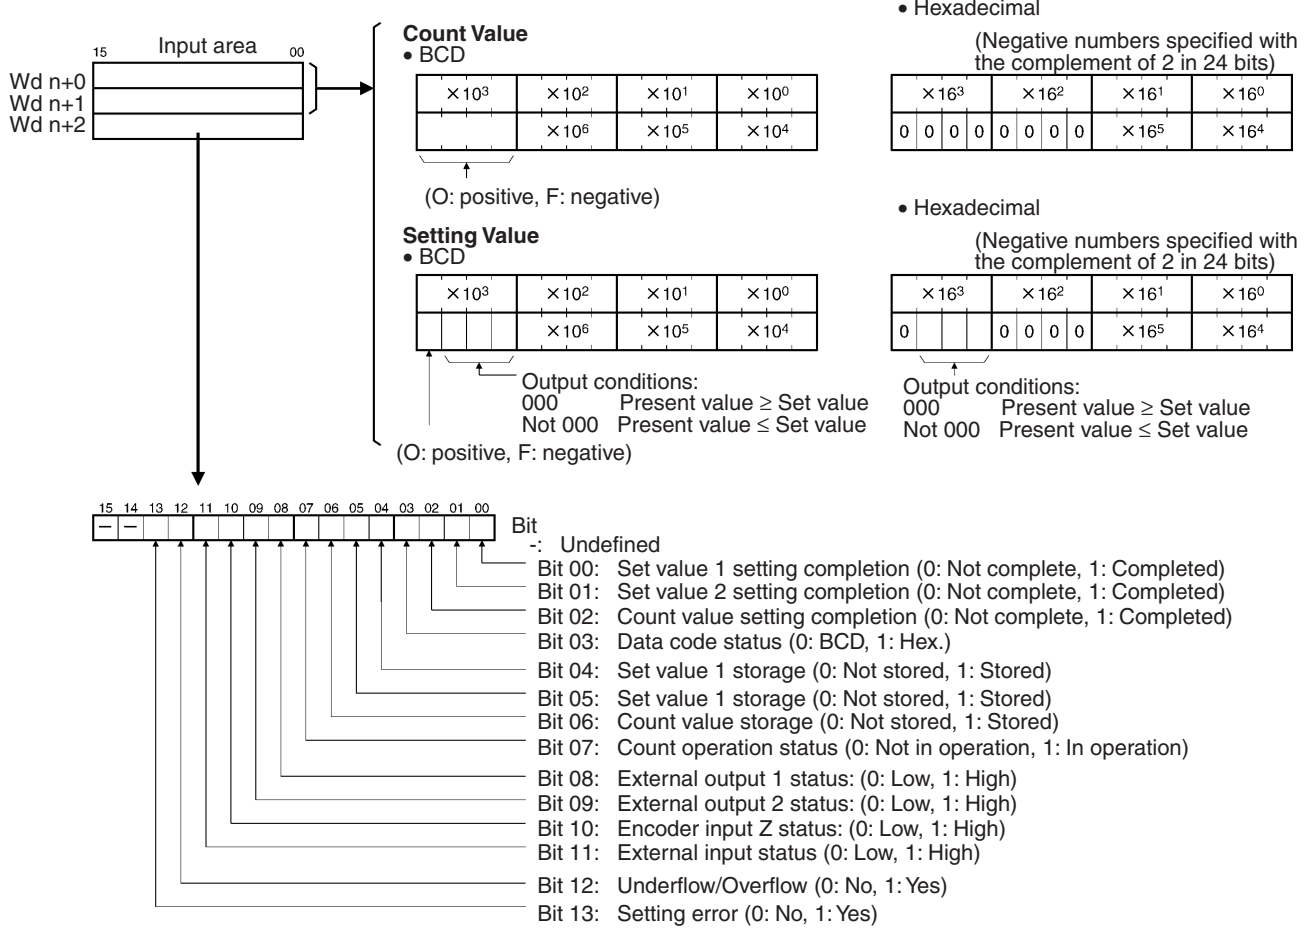 15 Input area 00
Wd n+0
Wd n+1
Wd n+2
Count Value
• BCD
×10³ ×10² ×10¹ ×10⁰
×10⁶ ×10⁵ ×10⁴
(O: positive, F: negative)
• Hexadecimal
(Negative numbers specified with
the complement of 2 in 24 bits)
×16³ ×16² ×16¹ ×16⁰
0 0 0 0 0 0 0 0 ×16⁵ ×16⁴
Setting Value
• BCD
×10³ ×10² ×10¹ ×10⁰
×10⁶ ×10⁵ ×10⁴
Output conditions:
000 Present value ≥ Set value
Not 000 Present value ≤ Set value
(O: positive, F: negative)
• Hexadecimal
(Negative numbers specified with
the complement of 2 in 24 bits)
×16³ ×16² ×16¹ ×16⁰
0 0 0 0 0 ×16⁵ ×16⁴
Output conditions:
000 Present value ≥ Set value
Not 000 Present value ≤ Set value
15 14 13 12 11 10 09 08 07 06 05 04 03 02 01 00
– – Bit
-: Undefined
Bit 00: Set value 1 setting completion (0: Not complete, 1: Completed)
Bit 01: Set value 2 setting completion (0: Not complete, 1: Completed)
Bit 02: Count value setting completion (0: Not complete, 1: Completed)
Bit 03: Data code status (0: BCD, 1: Hex.)
Bit 04: Set value 1 storage (0: Not stored, 1: Stored)
Bit 05: Set value 1 storage (0: Not stored, 1: Stored)
Bit 06: Count value storage (0: Not stored, 1: Stored)
Bit 07: Count operation status (0: Not in operation, 1: In operation)
Bit 08: External output 1 status: (0: Low, 1: High)
Bit 09: External output 2 status: (0: Low, 1: High)
Bit 10: Encoder input Z status: (0: Low, 1: High)
Bit 11: External input status (0: Low, 1: High)
Bit 12: Underflow/Overflow (0: No, 1: Yes)
Bit 13: Setting error (0: No, 1: Yes)